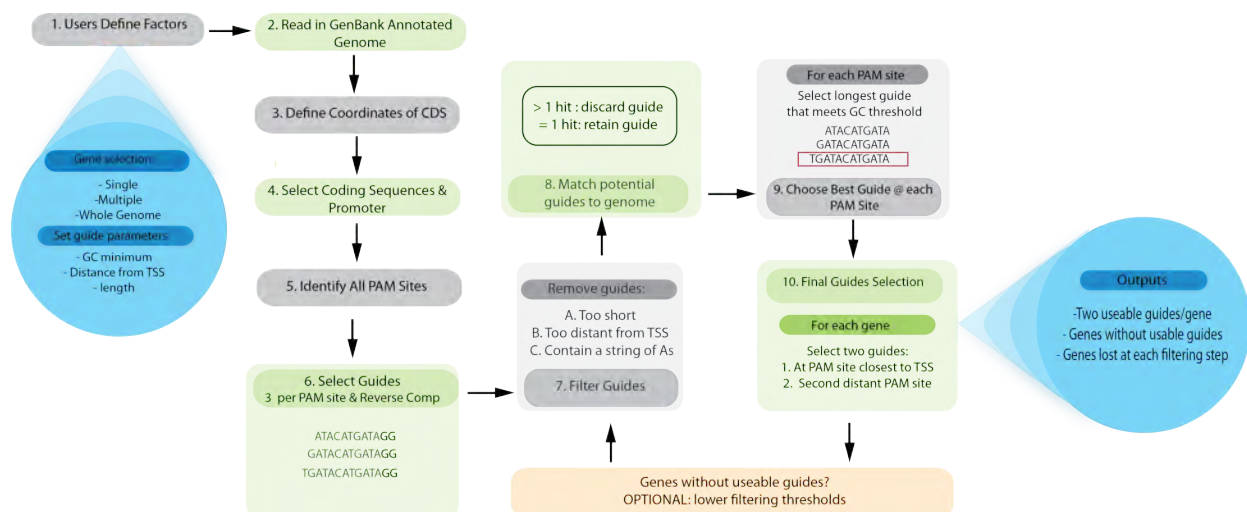 1. Users Define Factors
Gene selection:
- Single
- Multiple
-Whole Genome
Set guide parameters:
- GC minimum
- Distance from TSS
- length
2. Read in GenBank Annotated
Genome
3. Define Coordinates of CDS
4. Select Coding Sequences &
Promoter
5. Identify All PAM Sites
6. Select Guides
3 per PAM site & Reverse Comp
ATACATGATAGG
GATACATGATAGG
TGATACATGATAGG
Remove guides:
A. Too short
B. Too distant from TSS
C. Contain a string of As
7. Filter Guides
> 1 hit : discard guide
= 1 hit: retain guide
8. Match potential
guides to genome
For each PAM site
Select longest guide
that meets GC threshold
ATACATGATA
GATACATGATA
TGATACATGATA
9. Choose Best Guide @ each
PAM Site
10. Final Guides Selection
For each gene
Select two guides:
1. At PAM site closest to TSS
2. Second distant PAM site
Genes without useable guides?
OPTIONAL: lower filtering thresholds
Outputs
-Two useable guides/gene
- Genes without usable guides
- Genes lost at each filtering step